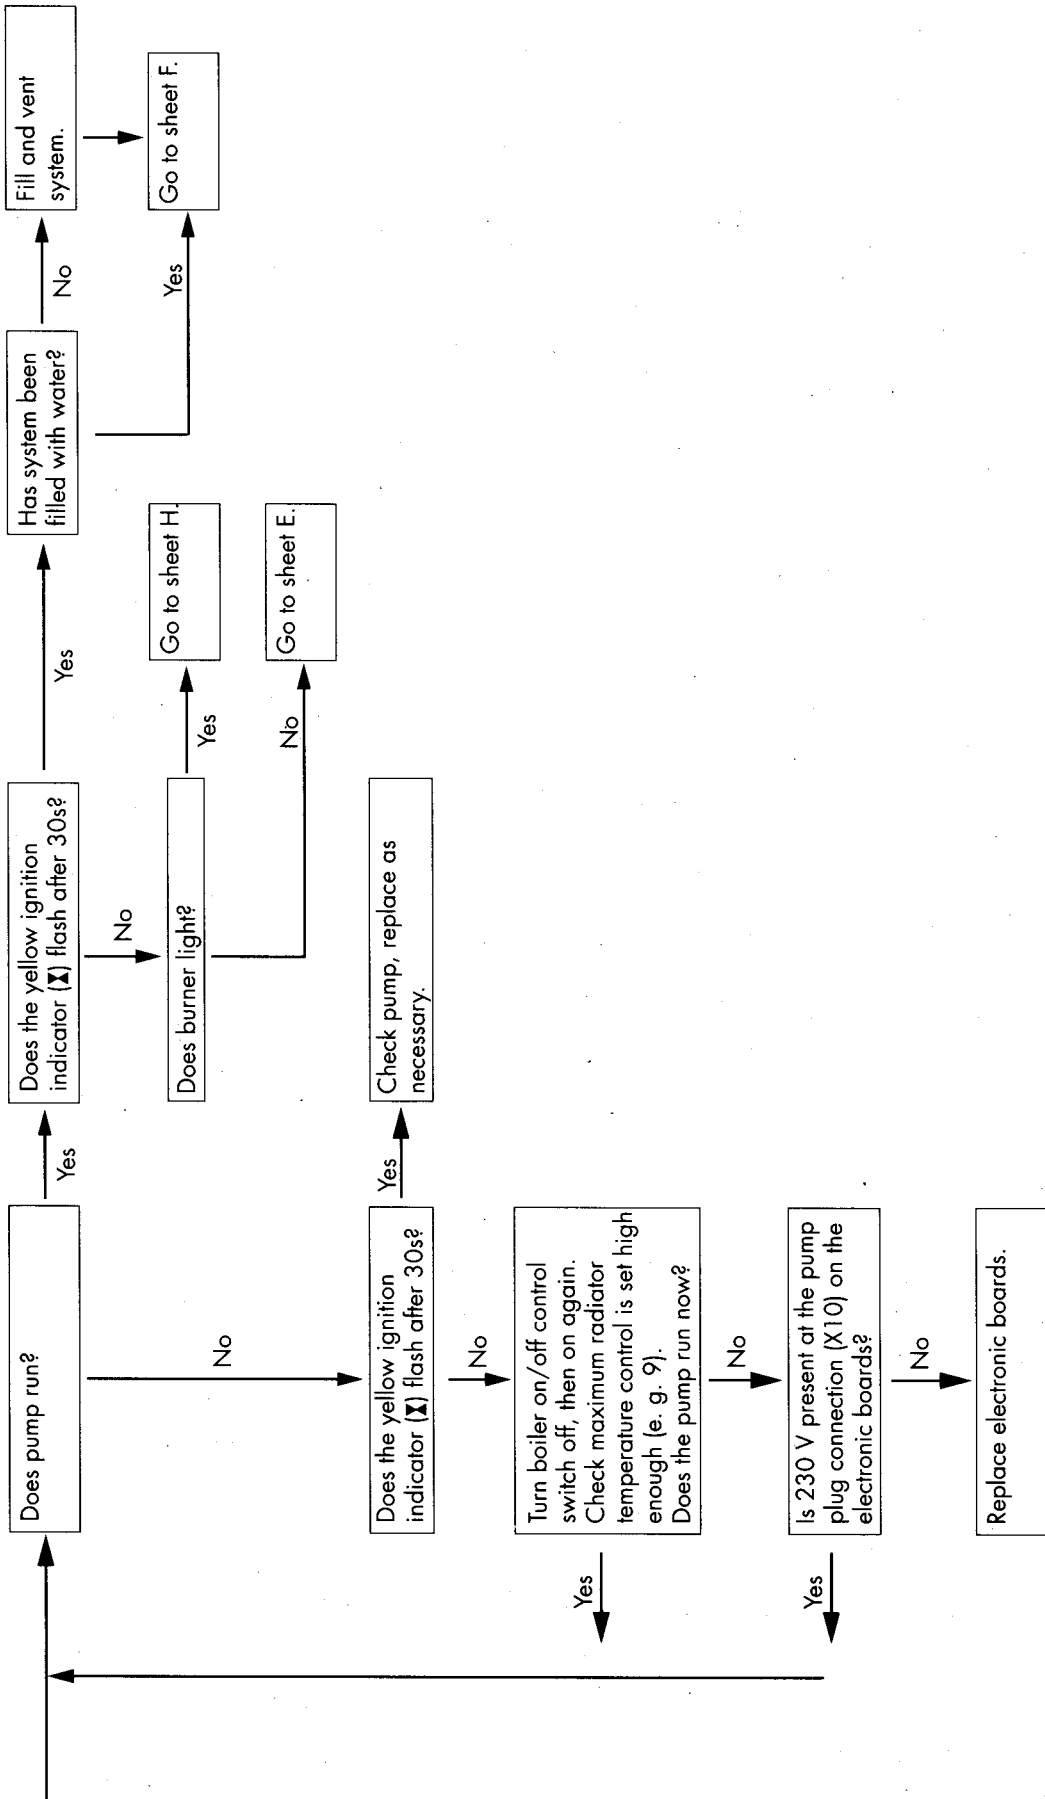 Does pump run?
Yes
Does the yellow ignition
indicator (⧗) flash after 30s?
Yes
Has system been
filled with water?
No
Fill and vent
system.
Yes
Go to sheet F.
No
Does burner light?
Yes
Go to sheet H.
No
Go to sheet E.
No
Does the yellow ignition
indicator (⧗) flash after 30s?
Yes
Check pump, replace as
necessary.
No
Turn boiler on/off control
switch off, then on again.
Check maximum radiator
temperature control is set high
enough (e. g. 9).
Does the pump run now?
Yes
No
Is 230 V present at the pump
plug connection (X10) on the
electronic boards?
Yes
No
Replace electronic boards.